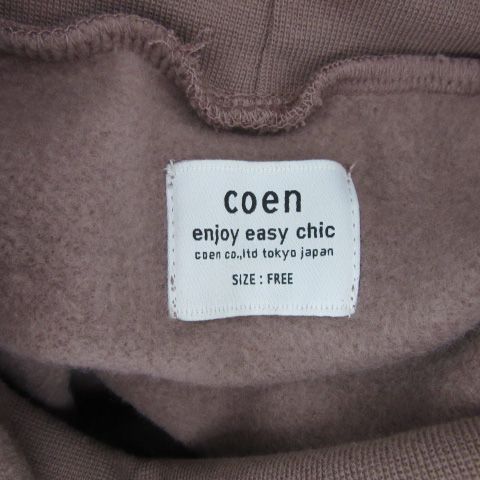 coen
enjoy easy chic
coen co.,ltd tokyo japan
SIZE : FREE